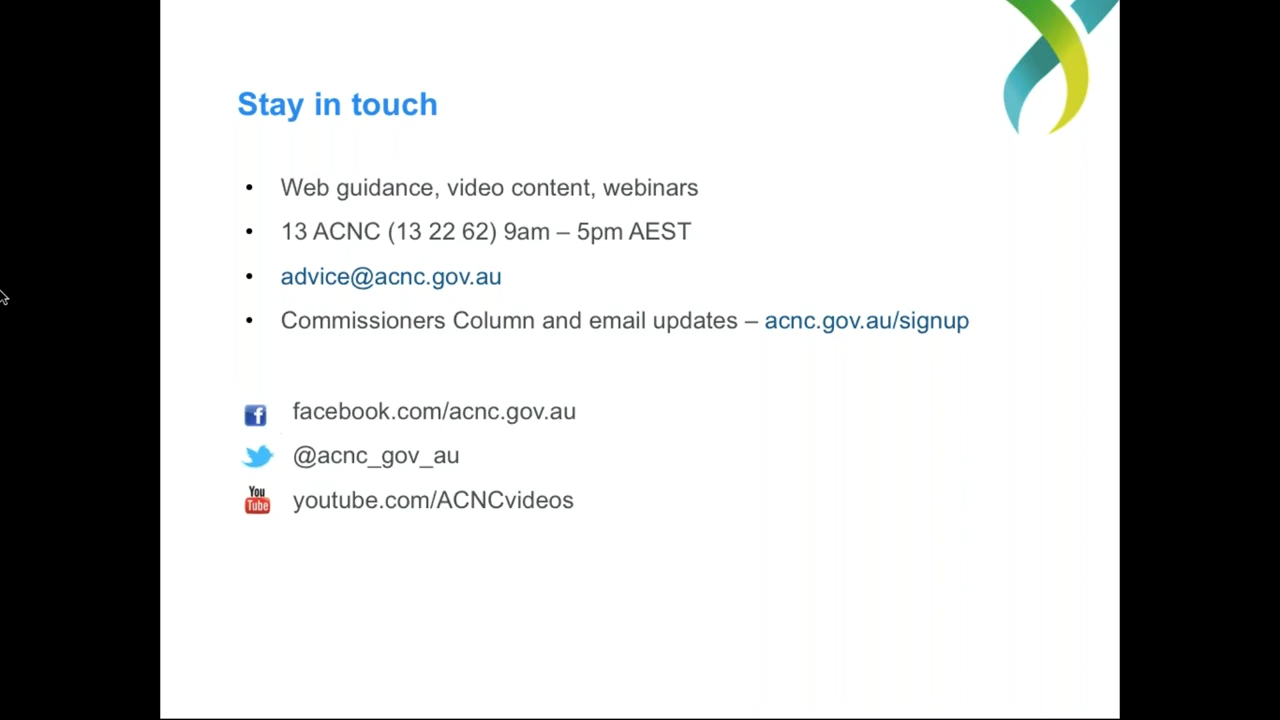 Stay in touch
• Web guidance, video content, webinars
• 13 ACNC (13 22 62) 9am – 5pm AEST
• advice@acnc.gov.au
• Commissioners Column and email updates – acnc.gov.au/signup
f facebook.com/acnc.gov.au
@acnc_gov_au
You Tube youtube.com/ACNCvideos